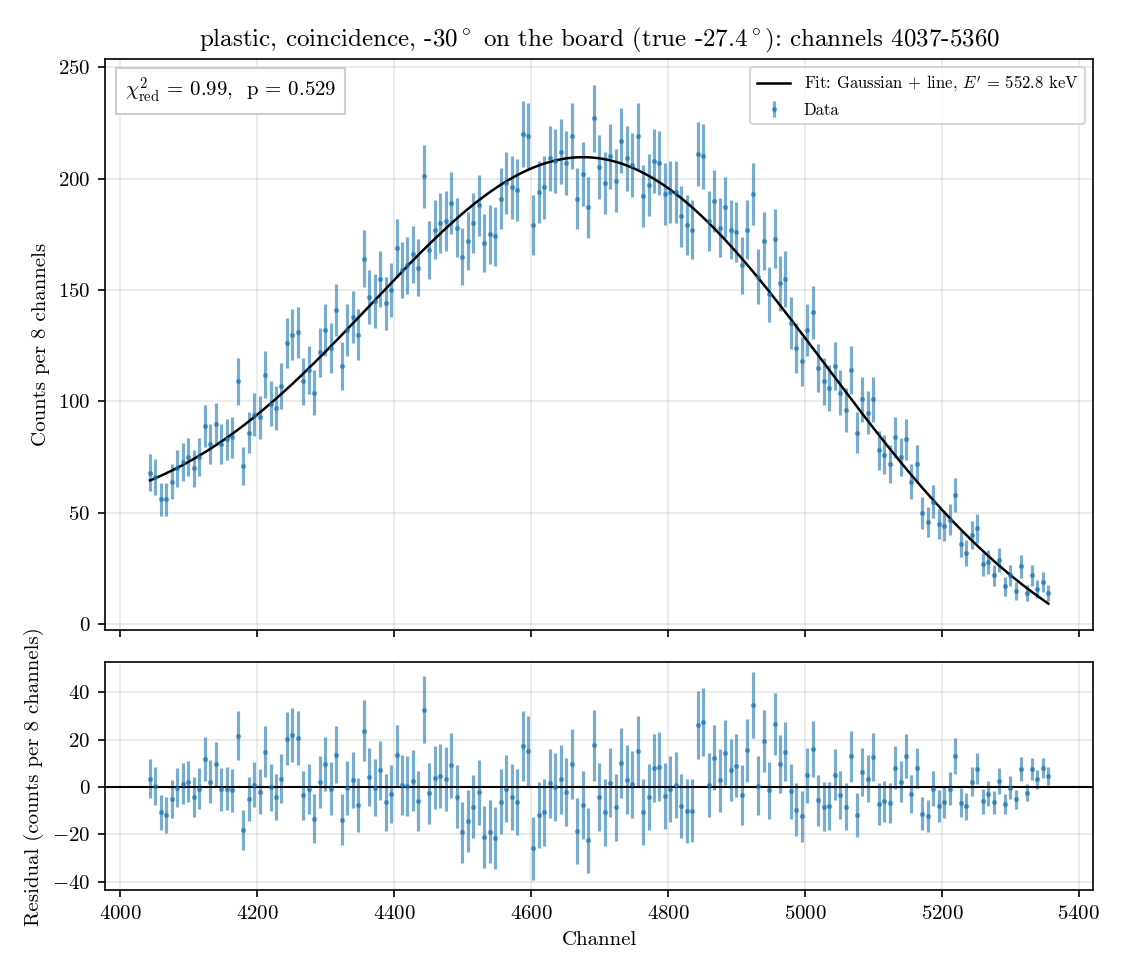 plastic, coincidence, -30° on the board (true -27.4°): channels 4037-5360
χ²red = 0.99, p = 0.529
Fit: Gaussian + line, E′ = 552.8 keV
Data
Counts per 8 channels
250
200
150
100
50
0
Residual (counts per 8 channels)
40
20
0
−20
−40
4000 4200 4400 4600 4800 5000 5200 5400
Channel